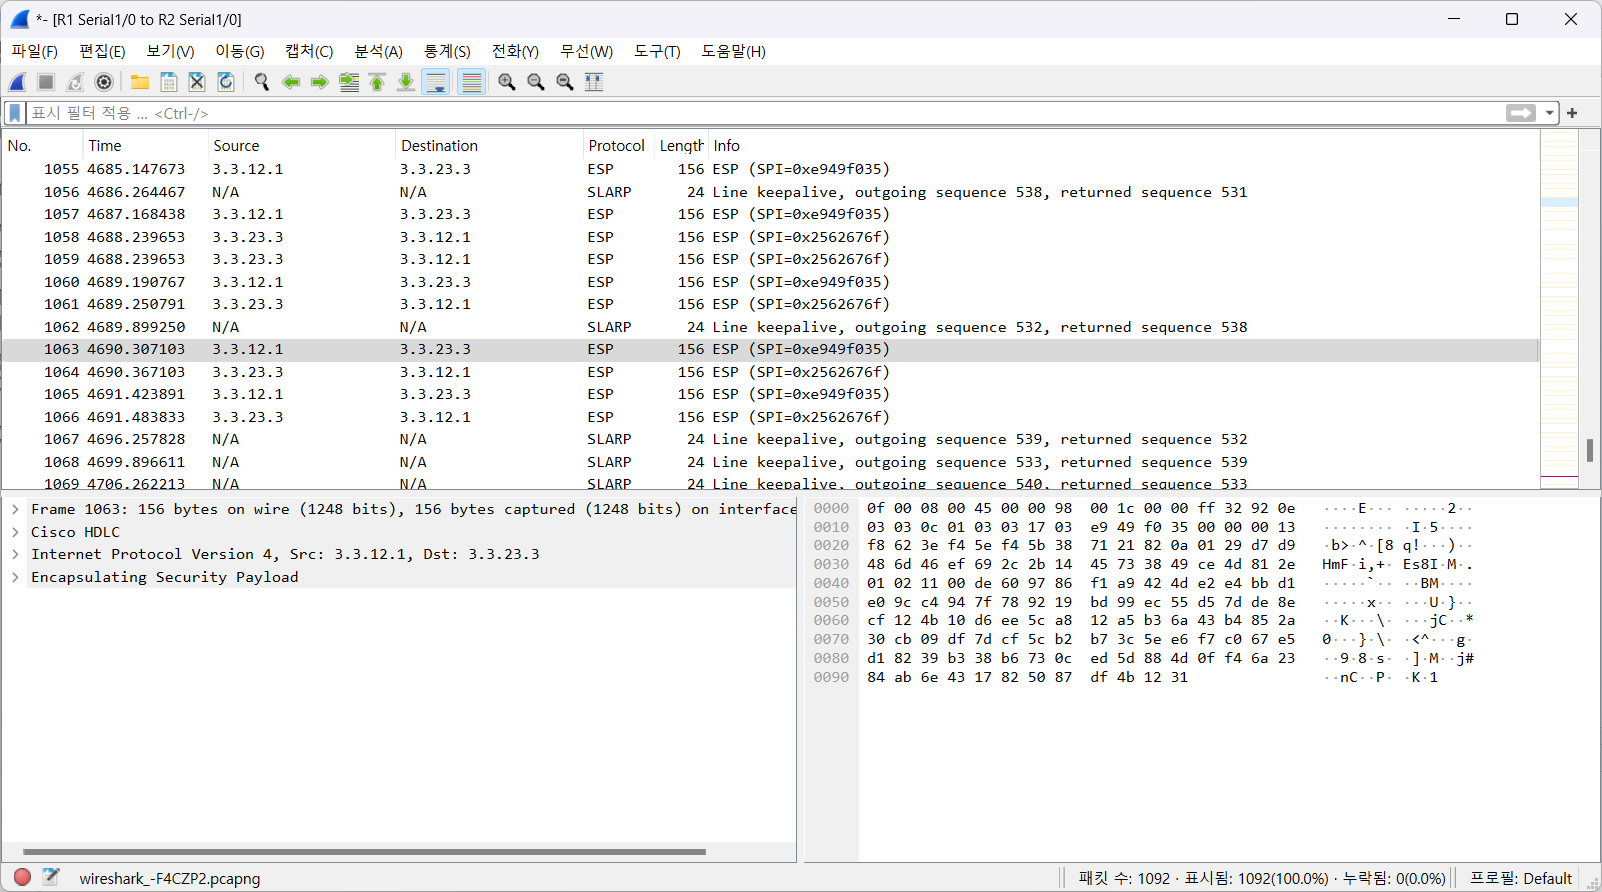 *- [R1 Serial1/0 to R2 Serial1/0]
파일(F) 편집(E) 보기(V) 이동(G) 캡처(C) 분석(A) 통계(S) 전화(Y) 무선(W) 도구(T) 도움말(H)
표시 필터 적용 … <Ctrl-/>
No. Time Source Destination Protocol Length Info
1055 4685.147673 3.3.12.1 3.3.23.3 ESP 156 ESP (SPI=0xe949f035)
1056 4686.264467 N/A N/A SLARP 24 Line keepalive, outgoing sequence 538, returned sequence 531
1057 4687.168438 3.3.12.1 3.3.23.3 ESP 156 ESP (SPI=0xe949f035)
1058 4688.239653 3.3.23.3 3.3.12.1 ESP 156 ESP (SPI=0x2562676f)
1059 4688.239653 3.3.23.3 3.3.12.1 ESP 156 ESP (SPI=0x2562676f)
1060 4689.190767 3.3.12.1 3.3.23.3 ESP 156 ESP (SPI=0xe949f035)
1061 4689.250791 3.3.23.3 3.3.12.1 ESP 156 ESP (SPI=0x2562676f)
1062 4689.899250 N/A N/A SLARP 24 Line keepalive, outgoing sequence 532, returned sequence 538
1063 4690.307103 3.3.12.1 3.3.23.3 ESP 156 ESP (SPI=0xe949f035)
1064 4690.367103 3.3.23.3 3.3.12.1 ESP 156 ESP (SPI=0x2562676f)
1065 4691.423891 3.3.12.1 3.3.23.3 ESP 156 ESP (SPI=0xe949f035)
1066 4691.483833 3.3.23.3 3.3.12.1 ESP 156 ESP (SPI=0x2562676f)
1067 4696.257828 N/A N/A SLARP 24 Line keepalive, outgoing sequence 539, returned sequence 532
1068 4699.896611 N/A N/A SLARP 24 Line keepalive, outgoing sequence 533, returned sequence 539
1069 4706.262213 N/A N/A SLARP 24 Line keepalive, outgoing sequence 540, returned sequence 533
Frame 1063: 156 bytes on wire (1248 bits), 156 bytes captured (1248 bits) on interface
Cisco HDLC
Internet Protocol Version 4, Src: 3.3.12.1, Dst: 3.3.23.3
Encapsulating Security Payload
0000 0f 00 08 00 45 00 00 98 00 1c 00 00 ff 32 92 0e ····E··· ·····2··
0010 03 03 0c 01 03 03 17 03 e9 49 f0 35 00 00 00 13 ········ ·I·5····
0020 f8 62 3e f4 5e f4 5b 38 71 21 82 0a 01 29 d7 d9 ·b>·^·[8 q!···)··
0030 48 6d 46 ef 69 2c 2b 14 45 73 38 49 ce 4d 81 2e HmF·i,+· Es8I·M·.
0040 01 02 11 00 de 60 97 86 f1 a9 42 4d e2 e4 bb d1 ·····`·· ··BM····
0050 e0 9c c4 94 7f 78 92 19 bd 99 ec 55 d5 7d de 8e ·····x·· ···U·}··
0060 cf 12 4b 10 d6 ee 5c a8 12 a5 b3 6a 43 b4 85 2a ··K···\· ···jC··*
0070 30 cb 09 df 7d cf 5c b2 b7 3c 5e e6 f7 c0 67 e5 0···}·\· ·<^···g·
0080 d1 82 39 b3 38 b6 73 0c ed 5d 88 4d 0f f4 6a 23 ··9·8·s· ·]·M··j#
0090 84 ab 6e 43 17 82 50 87 df 4b 12 31 ··nC··P· ·K·1
wireshark_-F4CZP2.pcapng 패킷 수: 1092 · 표시됨: 1092(100.0%) · 누락됨: 0(0.0%) 프로필: Default